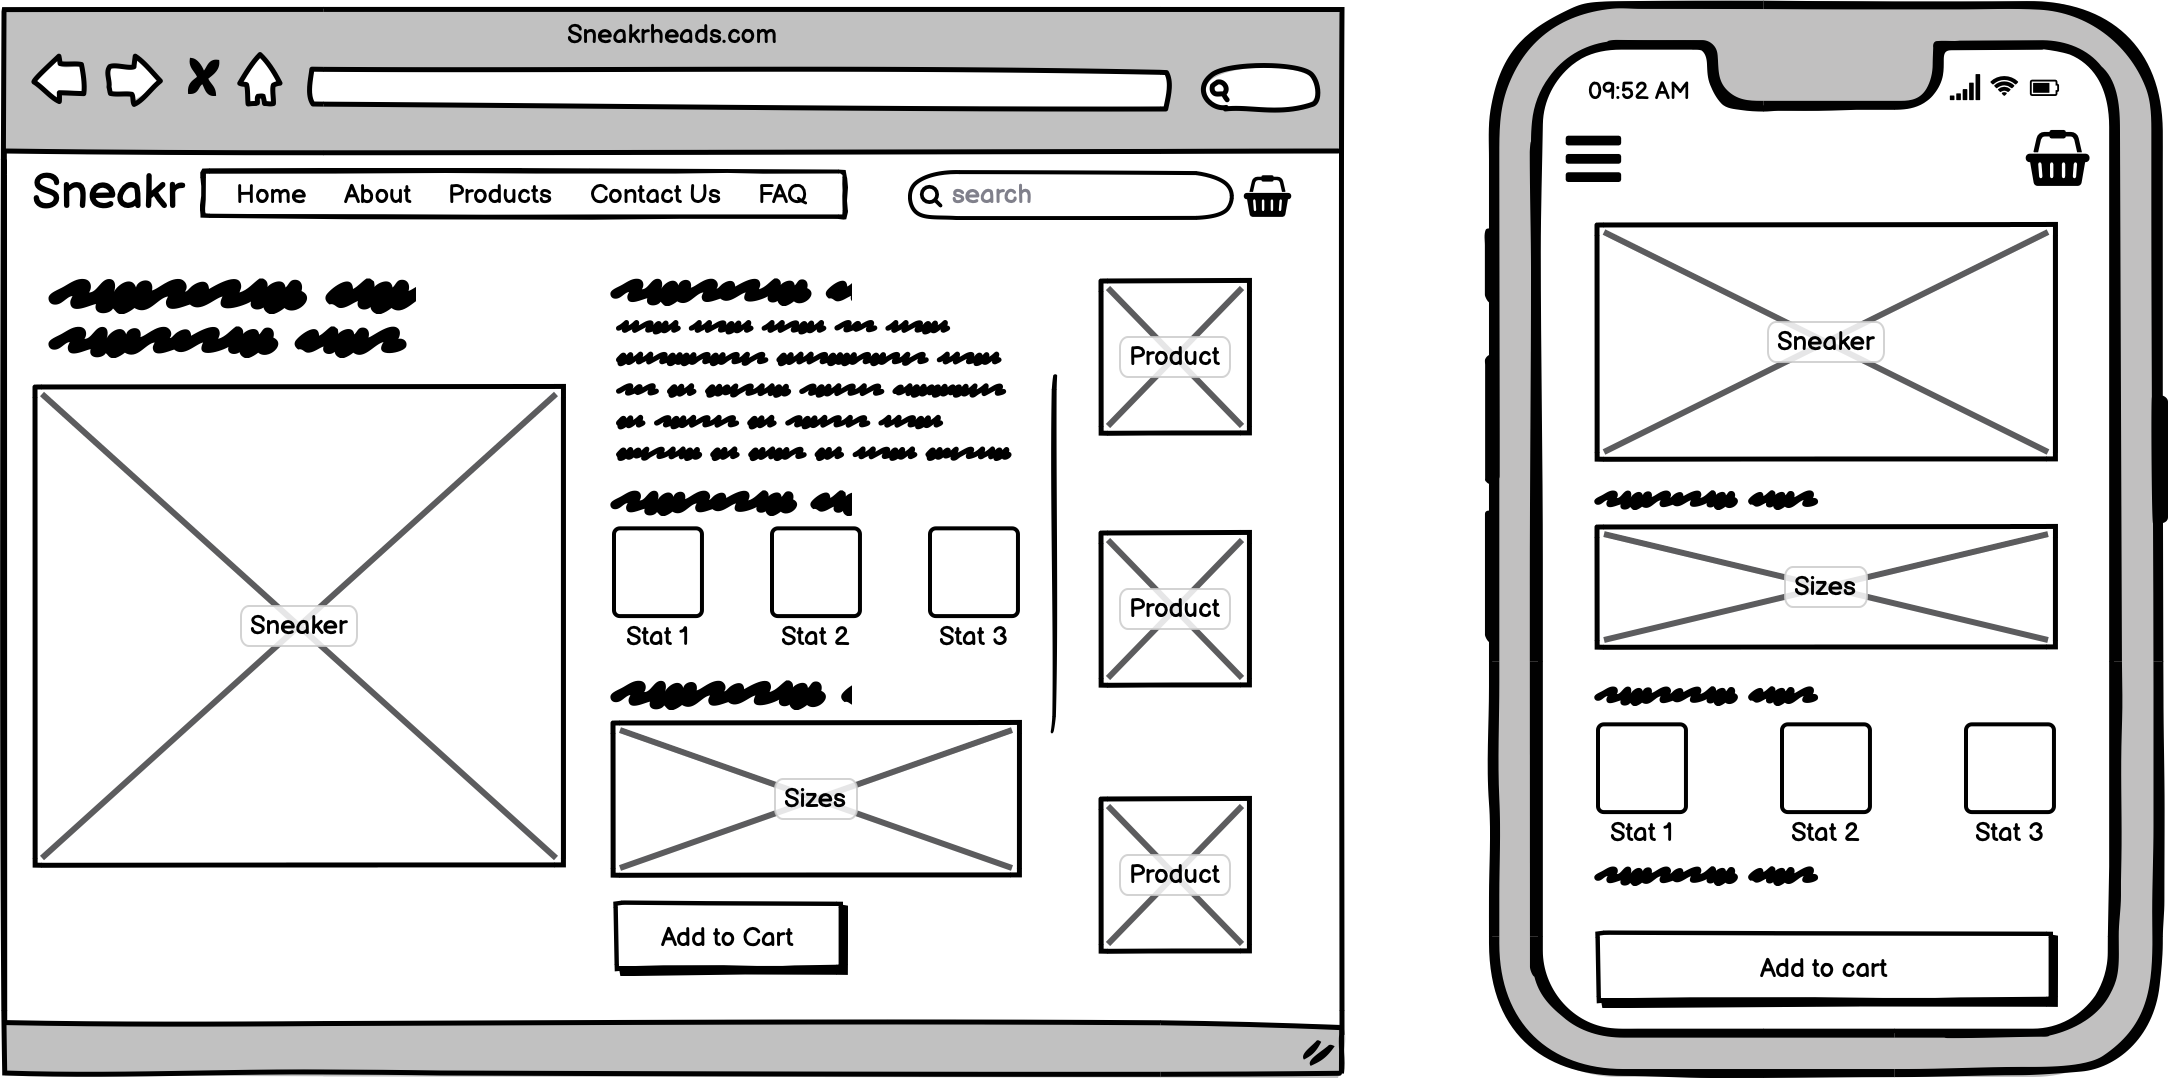 Sneakrheads.com
Sneakr
Home About Products Contact Us FAQ
search
Sneaker
Stat 1 Stat 2 Stat 3
Sizes
Add to Cart
Product
Product
Product
09:52 AM
Sneaker
Sizes
Stat 1 Stat 2 Stat 3
Add to cart